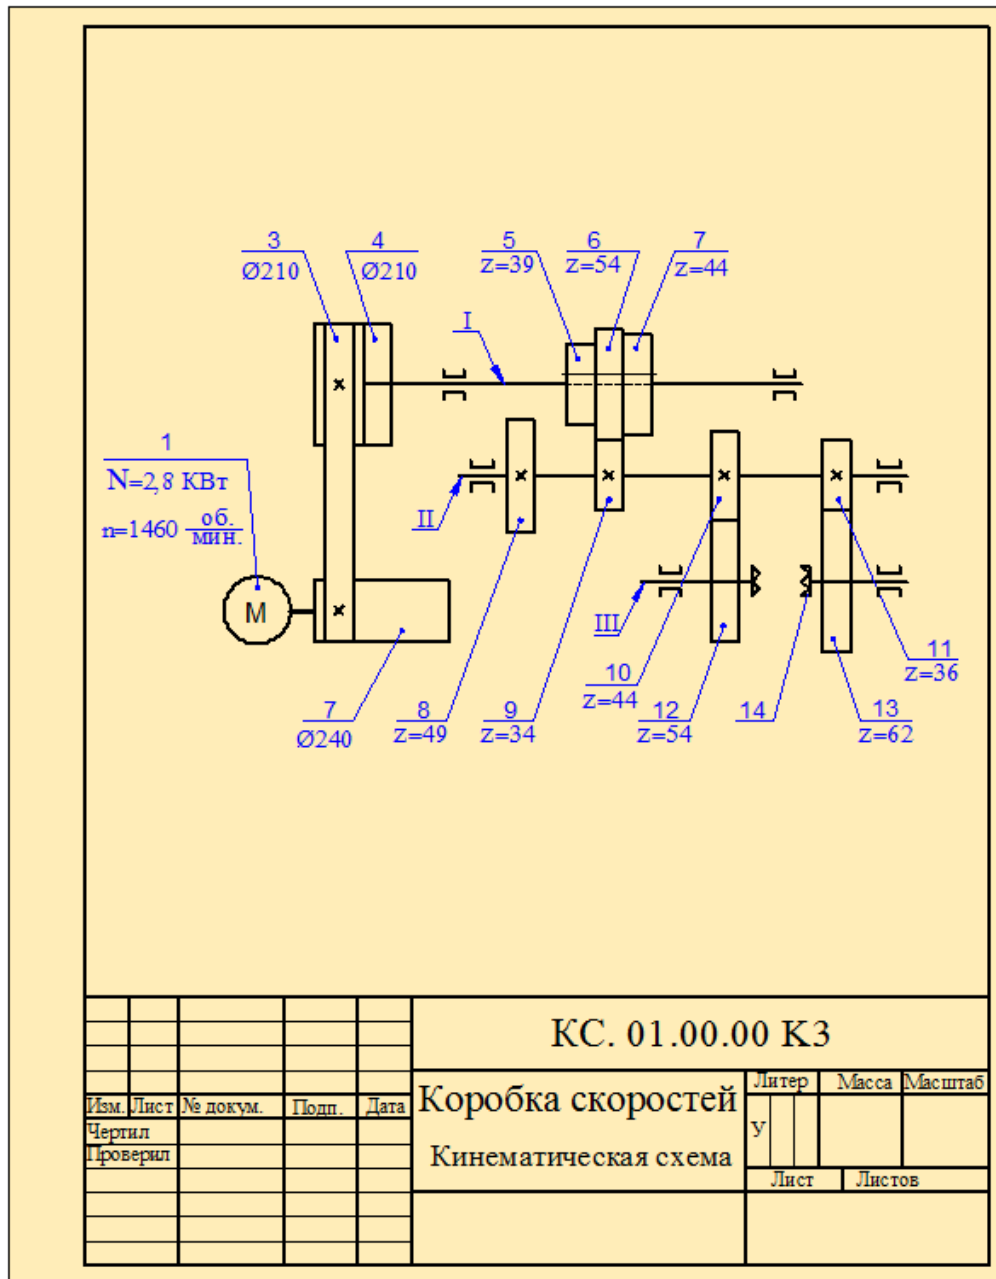 3
Ø210
4
Ø210
5
z=39
6
z=54
7
z=44
I
1
N=2,8 КВт
n=1460 об.
мин.
II
М
III
7
Ø240
8
z=49
9
z=34
10
z=44
12
z=54
14
13
z=62
11
z=36
КС. 01.00.00 КЗ
Коробка скоростей
Кинематическая схема
Литер Масса Масштаб
У
Лист Листов
Изм. Лист № докум. Подп. Дата
Чертил
Проверил